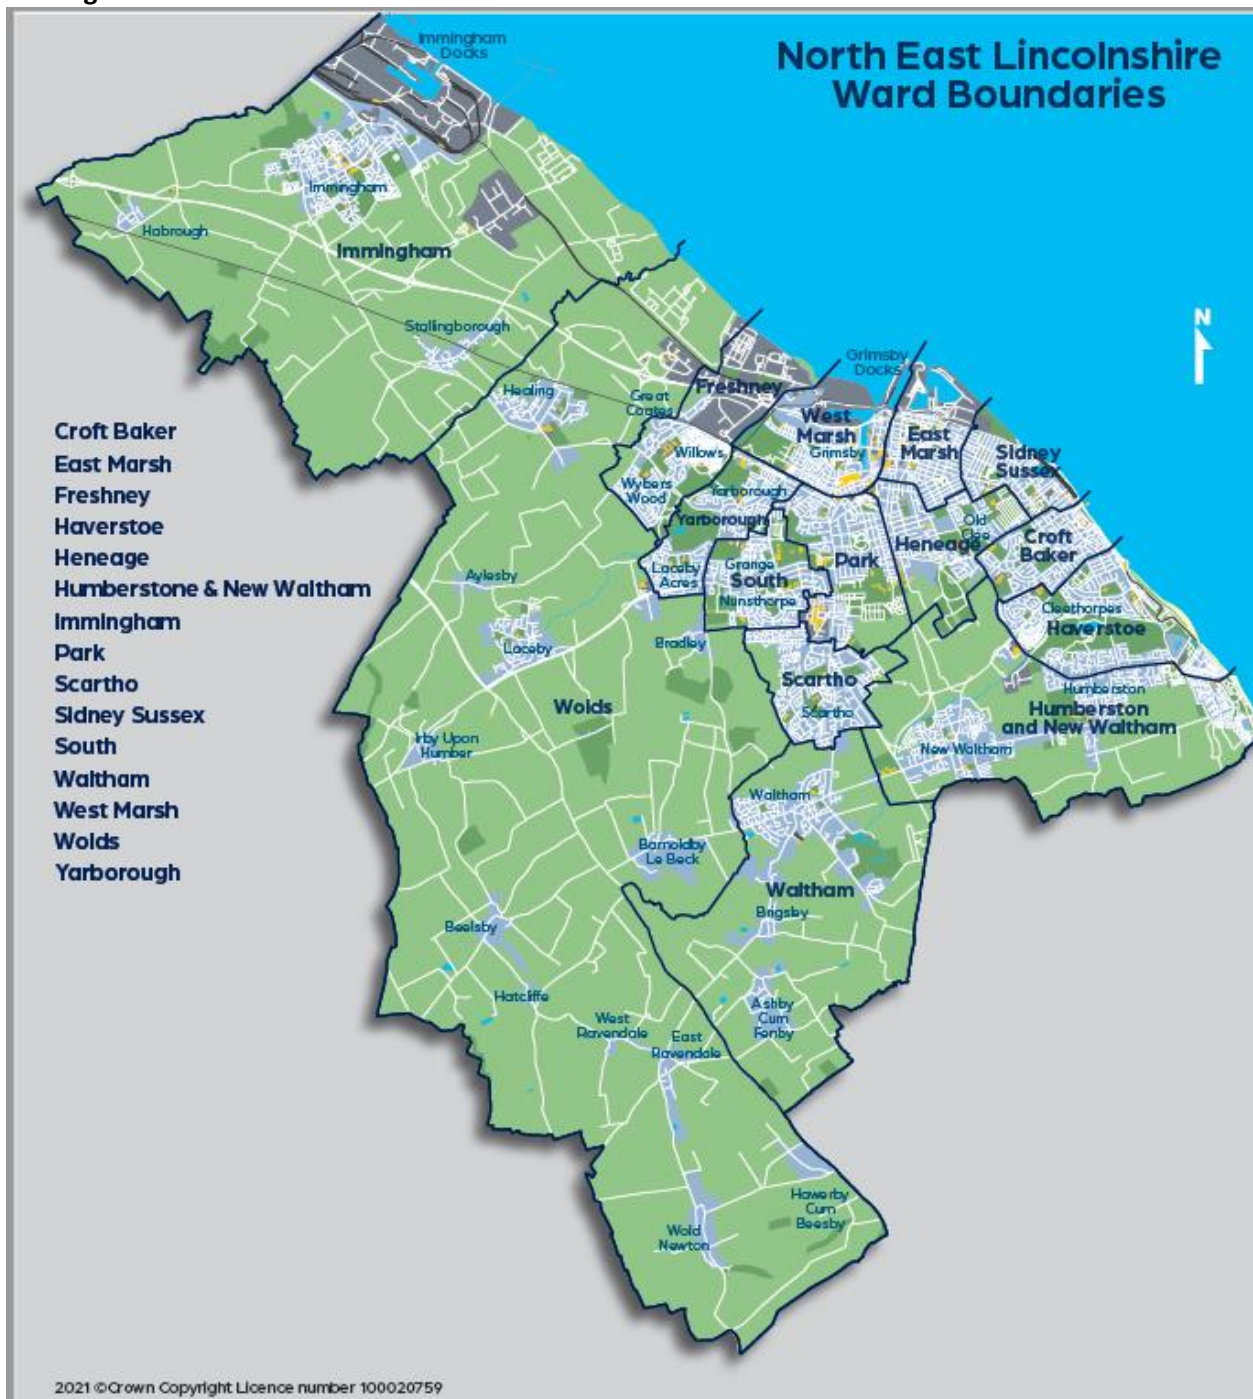 Immingham
Docks
North East Lincolnshire
Ward Boundaries
Immingham
Habrough
Immingham
N
Stallingborough
Grimsby
Docks
Healing
Great
Coates
Freshney
West
Marsh
Grimsby
East
Marsh
Sidney
Sussex
Willows
Wybers
Wood
Yarborough
Yarborough
Old
Clee
Heneage
Croft
Baker
Park
Laceby
Acres
Grange
South
Nunsthorpe
Aylesby
Cleethorpes
Haverstoe
Laceby
Bradley
Scartho
Scartho
Humberston
Humberston
and New Waltham
Wolds
Irby Upon
Humber
New Waltham
Waltham
Barnoldby
Le Beck
Waltham
Brigsley
Beelsby
Hatcliffe
Ashby
Cum
Fenby
West
Ravendale
East
Ravendale
Hawerby
Cum
Beesby
Wold
Newton
Croft Baker
East Marsh
Freshney
Haverstoe
Heneage
Humberstone & New Waltham
Immingham
Park
Scartho
Sidney Sussex
South
Waltham
West Marsh
Wolds
Yarborough
2021 ©Crown Copyright Licence number 100020759